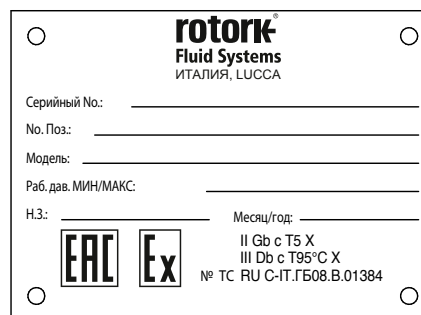 rotork®
Fluid Systems
ИТАЛИЯ, LUCCA
Серийный No.:
No. Поз.:
Модель:
Раб. дав. МИН/МАКС:
Н.З.: Месяц/год:
EAC Ex II Gb c T5 X
III Db c T95°C X
№ ТС RU C-IT.ГБ08.В.01384